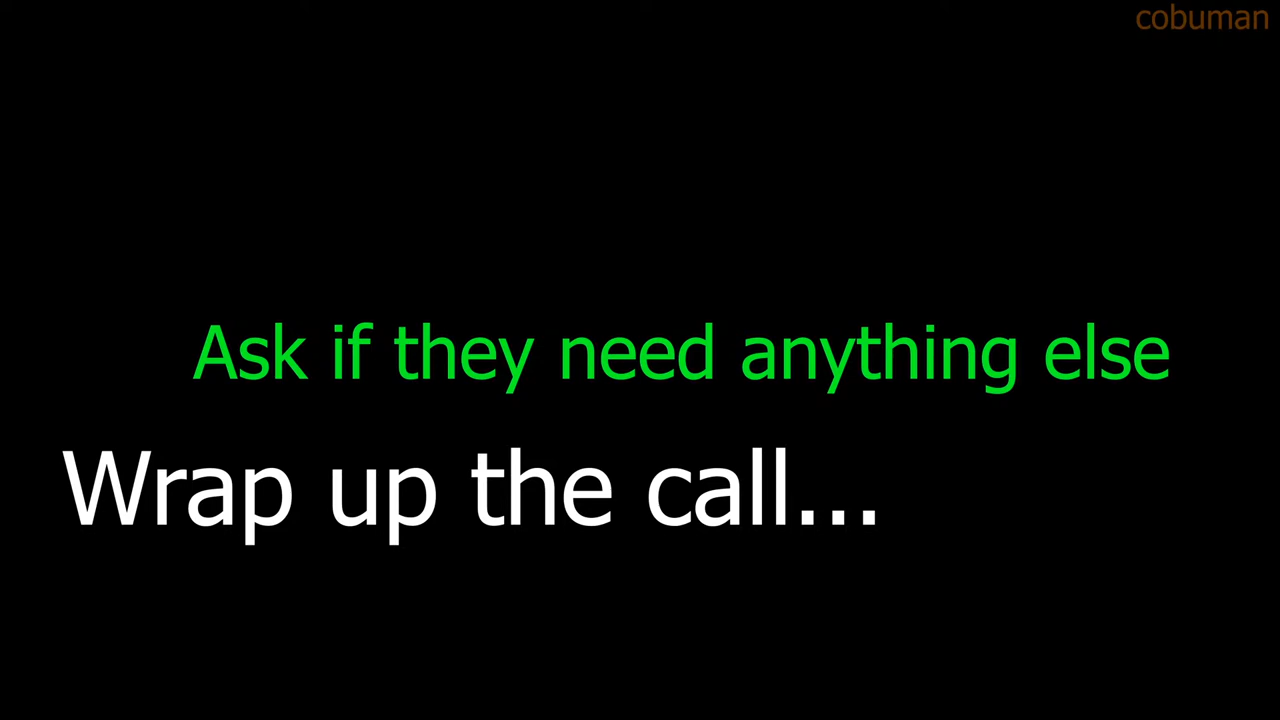 cobuman
Ask if they need anything else
Wrap up the call...